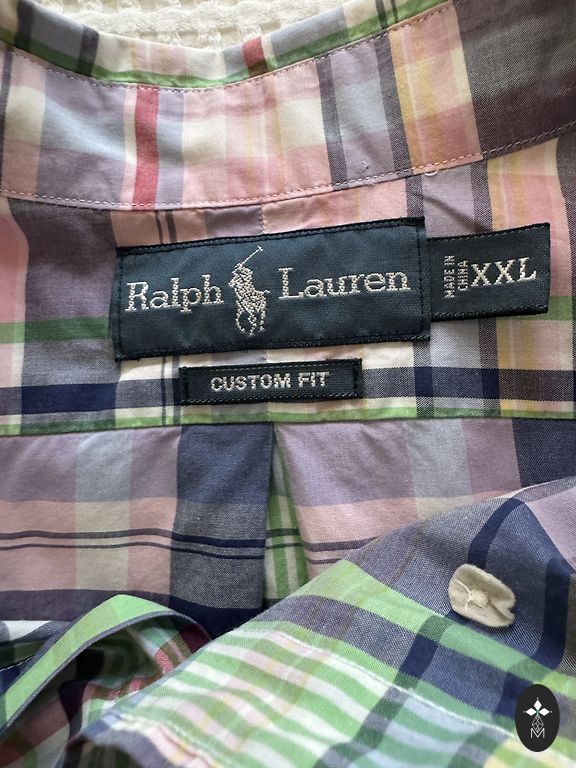 Ralph Lauren
MADE IN
CHINA
XXL
CUSTOM FIT